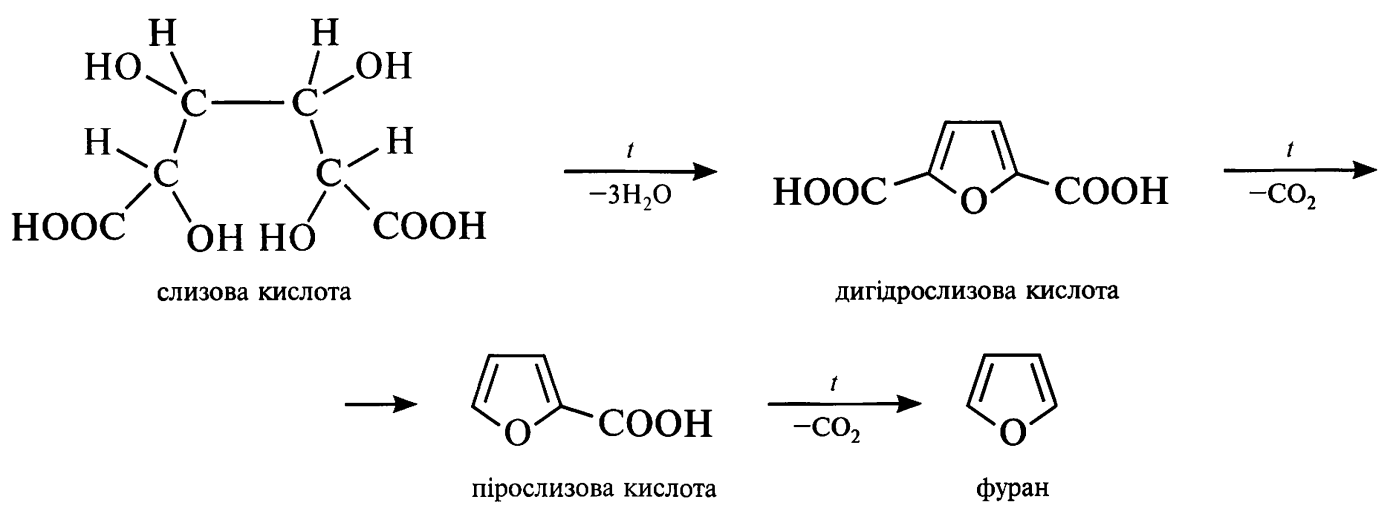 H H
HO C C OH
H C C H t HOOC O COOH t
−3H₂O −CO₂
HOOC OH HO COOH
слизова кислота дигідрослизова кислота
O COOH t O
−CO₂
пірослизова кислота фуран